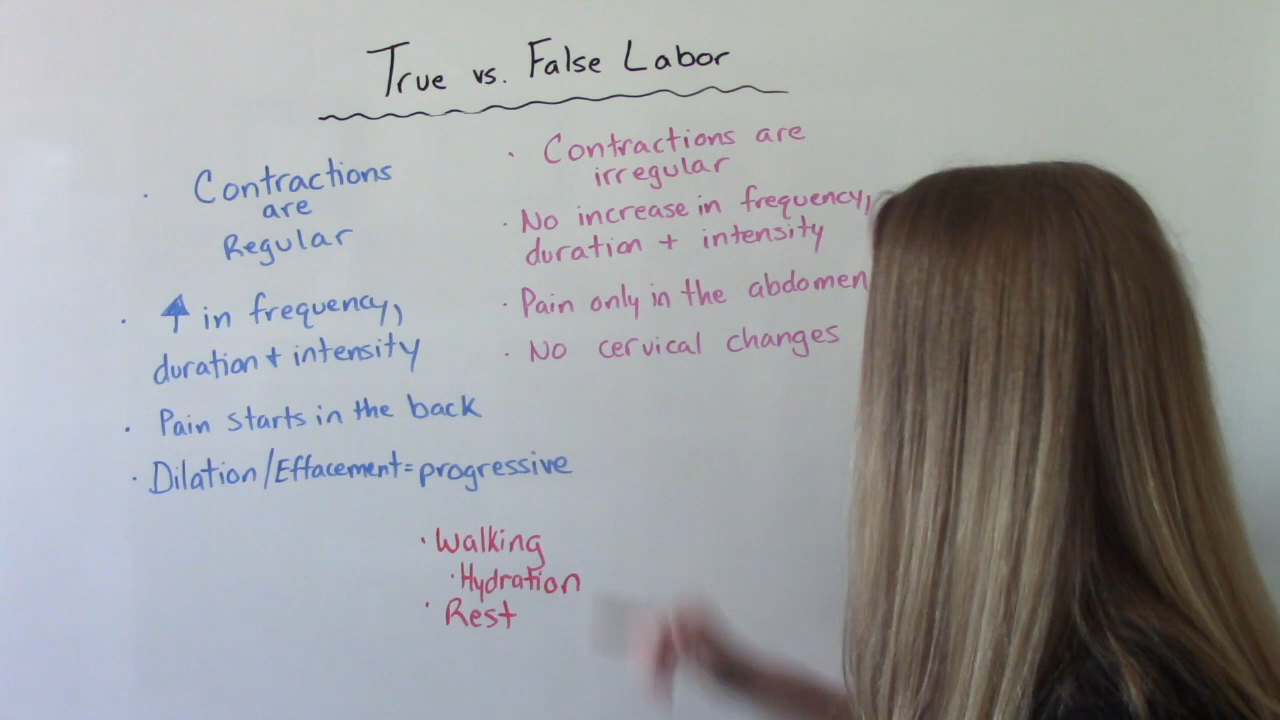 True vs. False Labor
· Contractions
are
Regular
· ↑ in frequency,
duration + intensity
· Pain starts in the back
· Dilation/Effacement = progressive
· Contractions are
irregular
· No increase in frequency,
duration + intensity
· Pain only in the abdomen
· No cervical changes
· Walking
· Hydration
· Rest